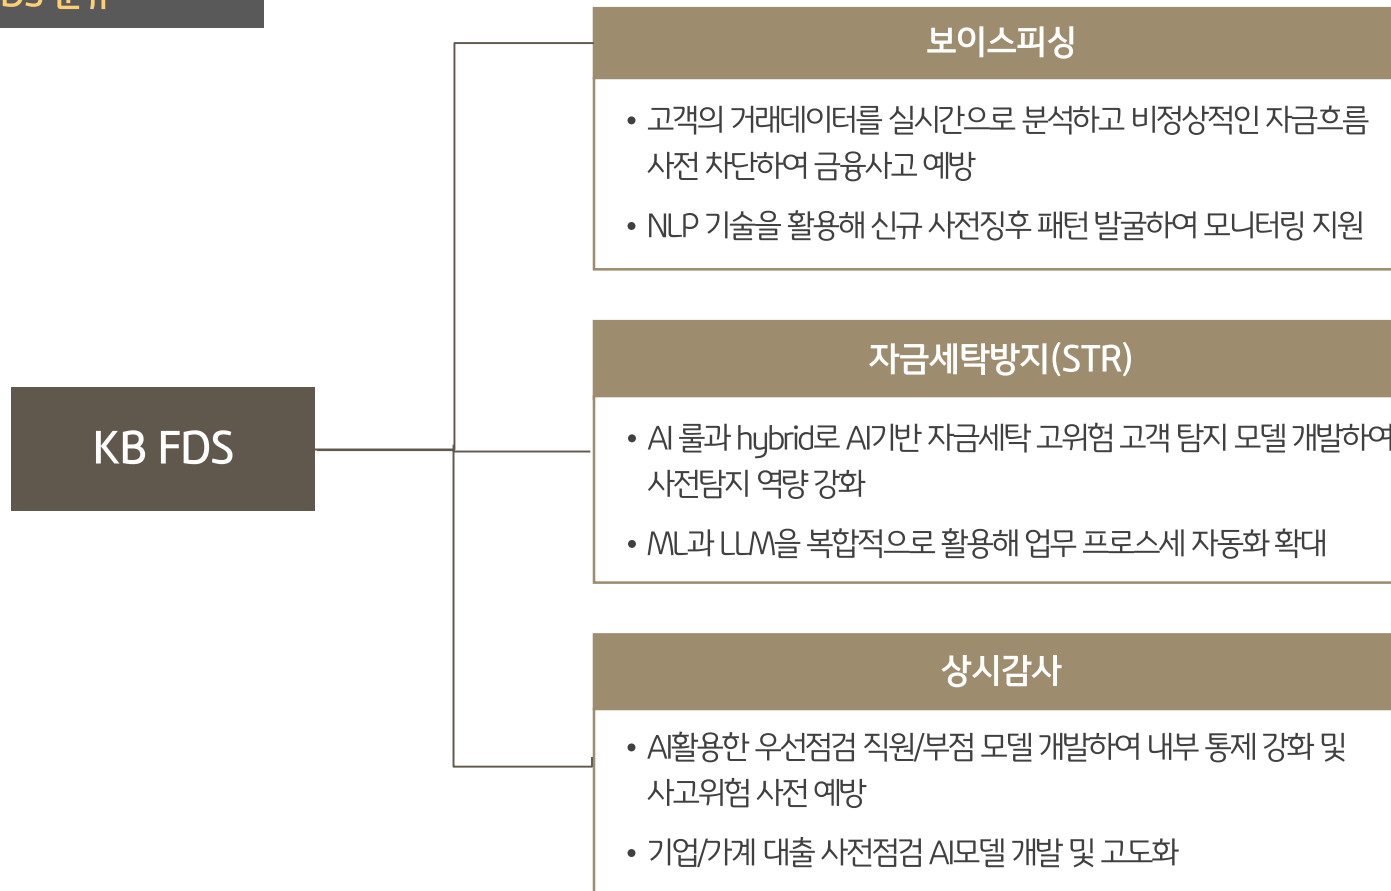 DS 분류
보이스피싱
• 고객의 거래데이터를 실시간으로 분석하고 비정상적인 자금흐름
사전 차단하여 금융사고 예방
• NLP 기술을 활용해 신규 사전징후 패턴 발굴하여 모니터링 지원
자금세탁방지(STR)
KB FDS
• AI 룰과 hybrid로 AI기반 자금세탁 고위험 고객 탐지 모델 개발하여
사전탐지 역량 강화
• ML과 LLM을 복합적으로 활용해 업무 프로스세 자동화 확대
상시감사
• AI활용한 우선점검 직원/부점 모델 개발하여 내부 통제 강화 및
사고위험 사전 예방
• 기업/가계 대출 사전점검 AI모델 개발 및 고도화